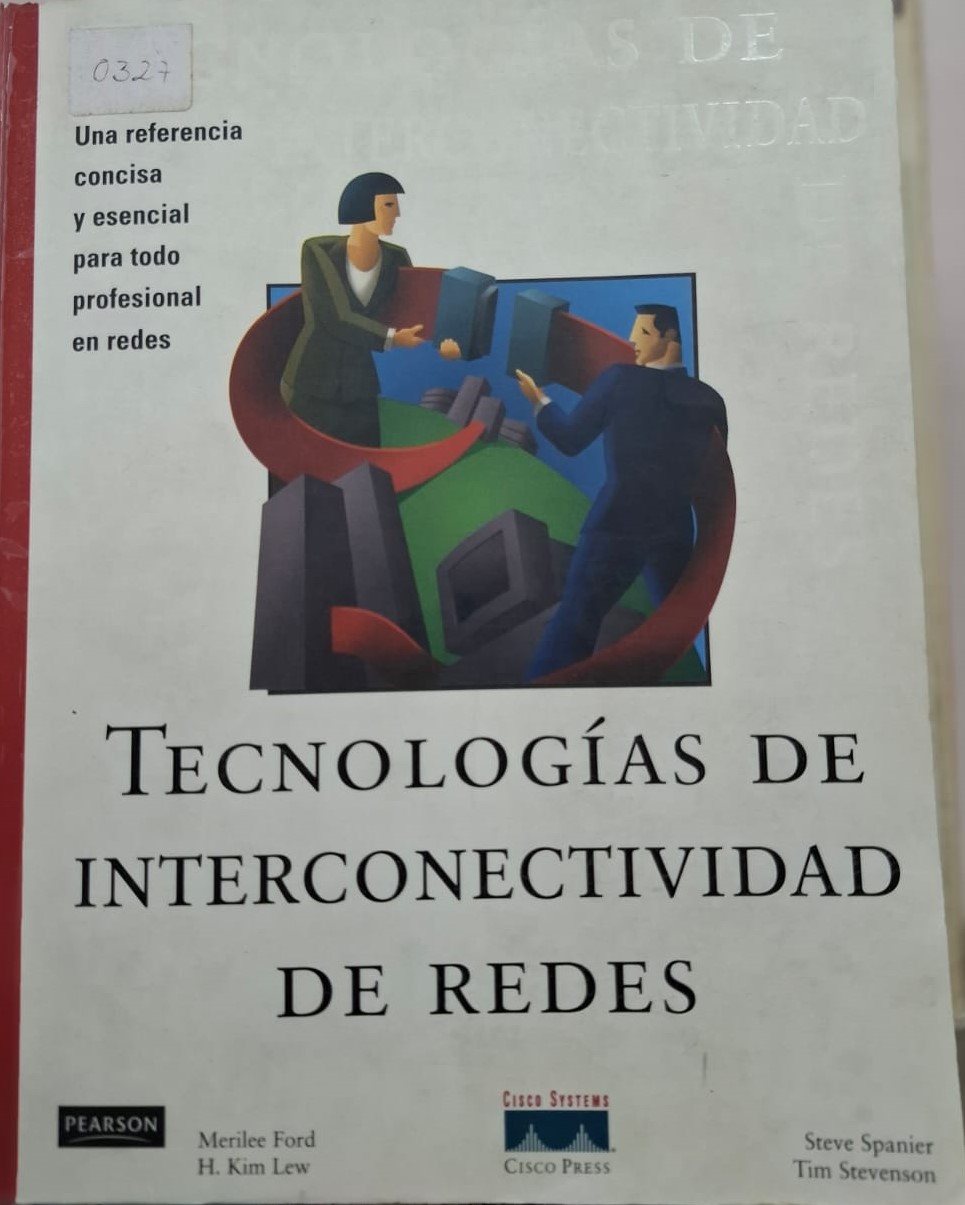 0327
Una referencia
concisa
y esencial
para todo
profesional
en redes
TECNOLOGÍAS DE
INTERCONECTIVIDAD
DE REDES
PEARSON
Merilee Ford
H. Kim Lew
CISCO SYSTEMS
CISCO PRESS
Steve Spanier
Tim Stevenson